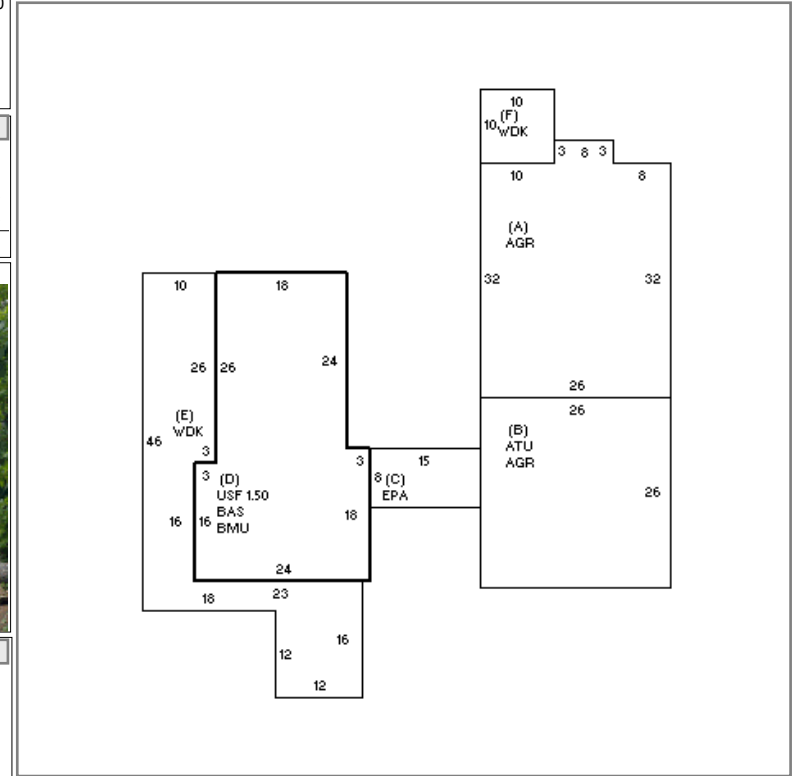 10
10 (F)
WDK
3 8 3
10 8
(A)
AGR
32 32
10 18
26 26 24
26
26
(E)
WDK
46
3
3
(B)
ATU
AGR
3 15
(D)
USF 1.50
BAS
BMU
8 (C)
EPA
26
16 16 18
24
18 23
12 16
12